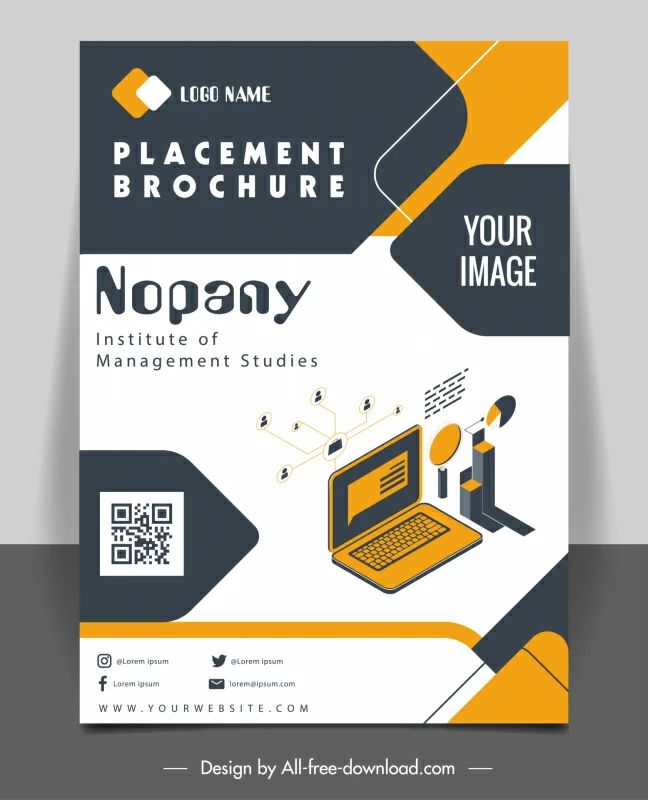 LOGO NAME
PLACEMENT
BROCHURE
YOUR
IMAGE
Nopany
Institute of
Management Studies
@Lorem ipsum
@Lorem ipsum
Lorem ipsum
lorem@ipsum.com
WWW.YOURWEBSITE.COM
Design by All-free-download.com